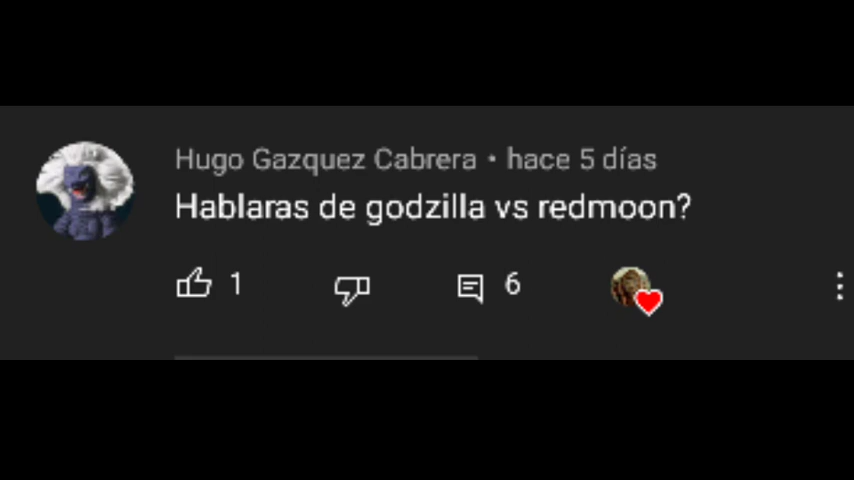 Hugo Gazquez Cabrera • hace 5 días
Hablaras de godzilla vs redmoon?
1 6